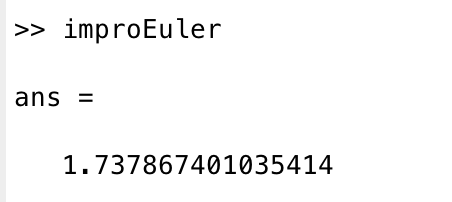 >> improEuler
ans =
1.737867401035414